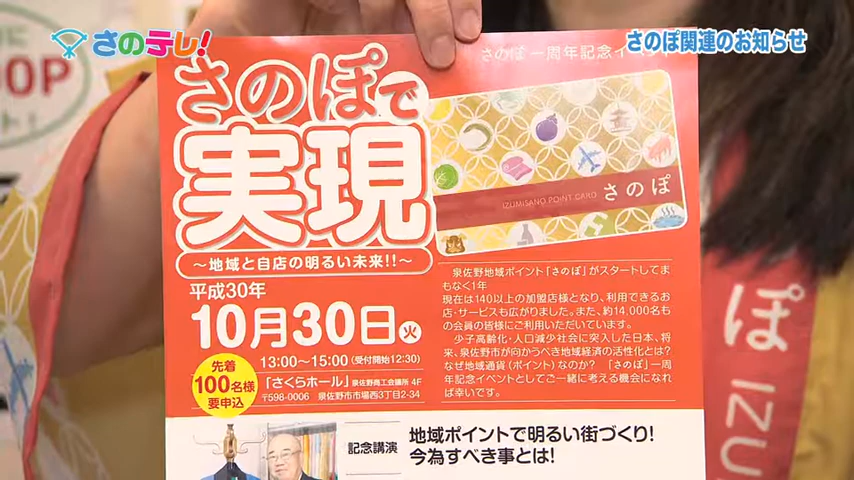 さのテレ!
さのぽ関連のお知らせ
OOP
さのぽ一周年記念イベント
さのぽで
実現
〜地域と自店の明るい未来!!〜
IZUMISANO POINT CARD さのぽ
平成30年
10月30日火
13:00〜15:00(受付開始12:30)
先着
100名様
要申込
「さくらホール」泉佐野商工会議所 4F
〒598-0006 泉佐野市市場西3丁目2-34
泉佐野地域ポイント「さのぽ」がスタートしてま
もなく1年
現在は140以上の加盟店様となり、利用できるお
店・サービスも広がりました。また、約14,000名も
の会員の皆様にご利用いただいています。
少子高齢化・人口減少社会に突入した日本、将
来、泉佐野市が向かうべき地域経済の活性化とは?
なぜ地域通貨(ポイント)なのか? 「さのぽ」一周
年記念イベントとしてご一緒に考える機会になれ
ば幸いです。
記念講演
地域ポイントで明るい街づくり!
今為すべき事とは!
ぽ